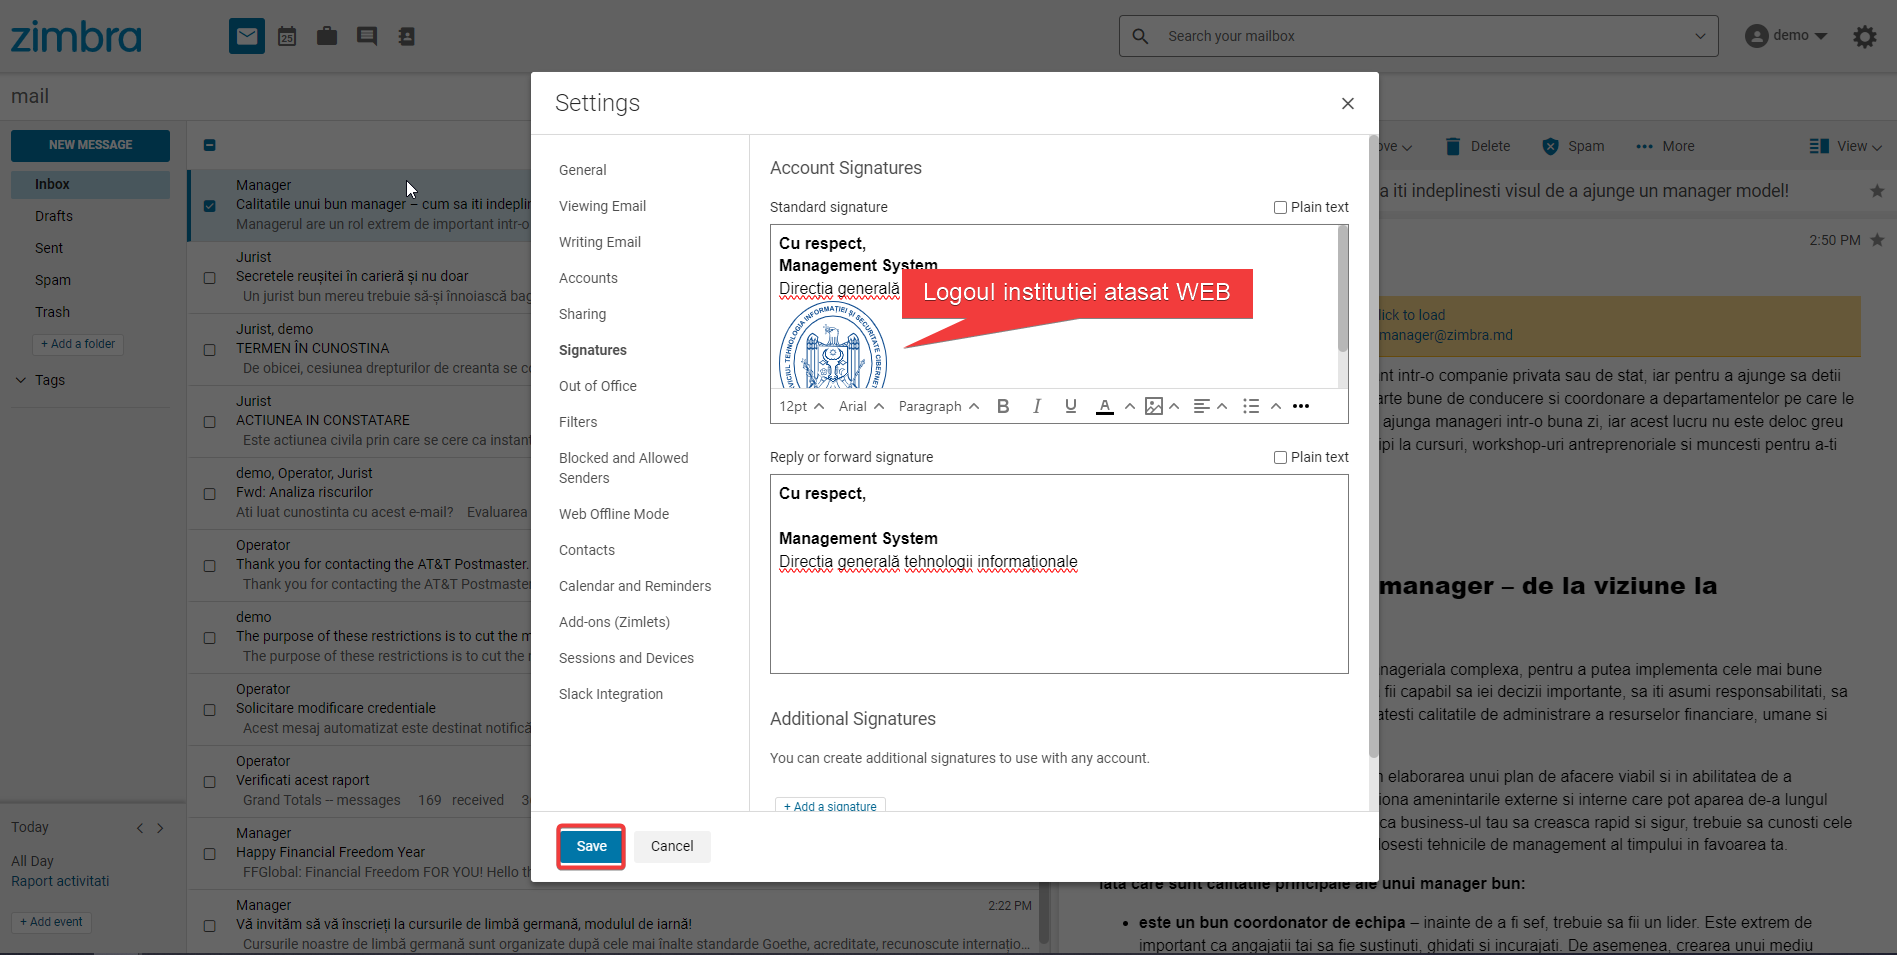 zimbra
25
Search your mailbox
demo
mail
NEW MESSAGE
Inbox
Drafts
Sent
Spam
Trash
+ Add a folder
Tags
Today
All Day
Raport activitati
+ Add event
Manager
Calitatile unui bun manager – cum sa iti indeplin
Managerul are un rol extrem de important intr-o
Jurist
Secretele reușitei în carieră și nu doar
Un jurist bun mereu trebuie să-și înnoiască bag
Jurist, demo
TERMEN ÎN CUNOSTINA
De obicei, cesiunea drepturilor de creanta se co
Jurist
ACTIUNEA IN CONSTATARE
Este actiunea civila prin care se cere ca instant
demo, Operator, Jurist
Fwd: Analiza riscurilor
Ati luat cunostinta cu acest e-mail? Evaluarea
Operator
Thank you for contacting the AT&T Postmaster.
Thank you for contacting the AT&T Postmaster
demo
The purpose of these restrictions is to cut the m
The purpose of these restrictions is to cut the
Operator
Solicitare modificare credentiale
Acest mesaj automatizat este destinat notifică
Operator
Verificati acest raport
Grand Totals -- messages 169 received 3
Manager
Happy Financial Freedom Year
FFGlobal: Financial Freedom FOR YOU! Hello th
Manager
2:22 PM
Vă invităm să vă înscrieți la cursurile de limbă germană, modulul de iarnă!
Cursurile noastre de limbă germană sunt organizate după cele mai înalte standarde Goethe, acreditate, recunoscute internațio...
Settings
General
Viewing Email
Writing Email
Accounts
Sharing
Signatures
Out of Office
Filters
Blocked and Allowed
Senders
Web Offline Mode
Contacts
Calendar and Reminders
Add-ons (Zimlets)
Sessions and Devices
Slack Integration
Account Signatures
Standard signature
Plain text
Cu respect,
Management System
Direcția generală
Logoul institutiei atasat WEB
TEHNOLOGIA INFORMAȚIEI ȘI SECURITATE CIBERNET
12pt Arial Paragraph B I U A •••
Reply or forward signature
Plain text
Cu respect,
Management System
Direcția generală tehnologii informaționale
Additional Signatures
You can create additional signatures to use with any account.
+ Add a signature
Save
Cancel
ove
Delete
Spam
More
View
a iti indeplinesti visul de a ajunge un manager model!
2:50 PM
lick to load
manager@zimbra.md
nt intr-o companie privata sau de stat, iar pentru a ajunge sa detii
arte bune de conducere si coordonare a departamentelor pe care le
ajunga manageri intr-o buna zi, iar acest lucru nu este deloc greu
ipi la cursuri, workshop-uri antreprenoriale si muncesti pentru a-ti
manager – de la viziune la
nageriala complexa, pentru a putea implementa cele mai bune
fii capabil sa iei decizii importante, sa iti asumi responsabilitati, sa
atesti calitatile de administrare a resurselor financiare, umane si
n elaborarea unui plan de afacere viabil si in abilitatea de a
iona amenintarile externe si interne care pot aparea de-a lungul
ca business-ul tau sa creasca rapid si sigur, trebuie sa cunosti cele
losesti tehnicile de management al timpului in favoarea ta.
Iata care sunt calitatile principale ale unui manager bun:
• este un bun coordonator de echipa – inainte de a fi sef, trebuie sa fii un lider. Este extrem de
important ca angajatii tai sa fie sustinuti, ghidati si incurajati. De asemenea, crearea unui mediu